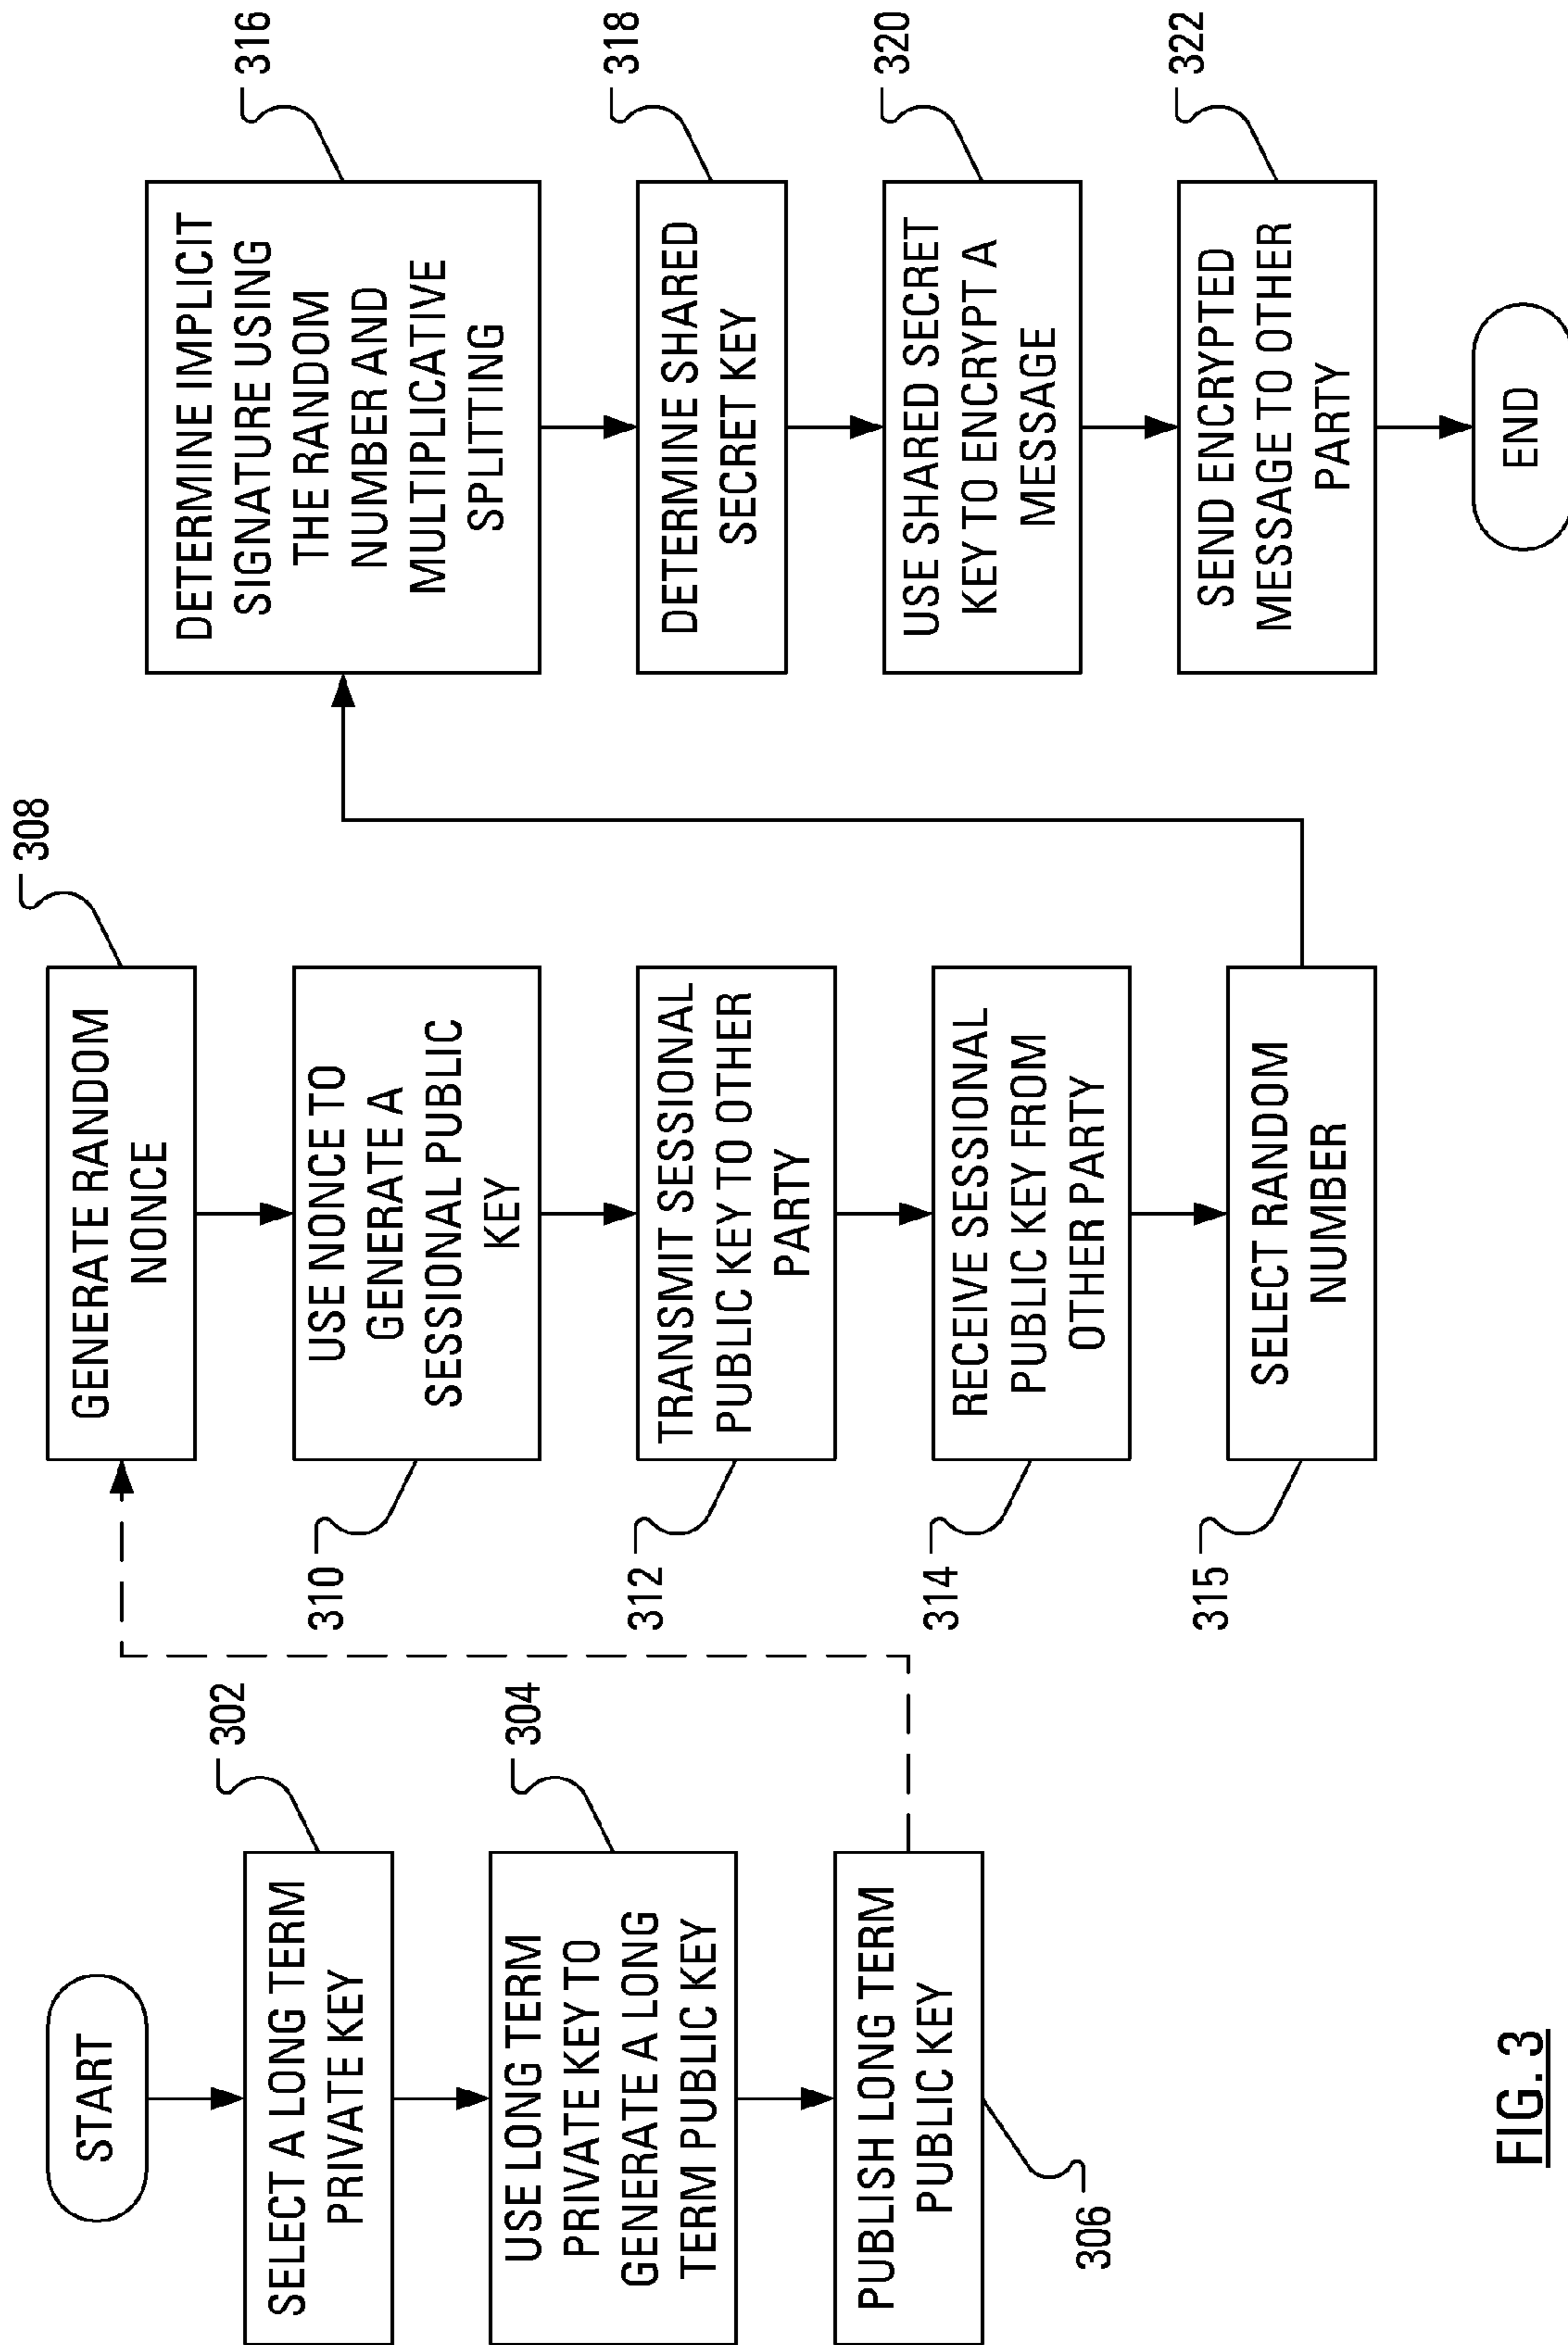 START
SELECT A LONG TERM
PRIVATE KEY
302
USE LONG TERM
PRIVATE KEY TO
GENERATE A LONG
TERM PUBLIC KEY
304
PUBLISH LONG TERM
PUBLIC KEY
306
GENERATE RANDOM
NONCE
308
USE NONCE TO
GENERATE A
SESSIONAL PUBLIC
KEY
310
TRANSMIT SESSIONAL
PUBLIC KEY TO OTHER
PARTY
312
RECEIVE SESSIONAL
PUBLIC KEY FROM
OTHER PARTY
314
SELECT RANDOM
NUMBER
315
DETERMINE IMPLICIT
SIGNATURE USING
THE RANDOM
NUMBER AND
MULTIPLICATIVE
SPLITTING
316
DETERMINE SHARED
SECRET KEY
318
USE SHARED SECRET
KEY TO ENCRYPT A
MESSAGE
320
SEND ENCRYPTED
MESSAGE TO OTHER
PARTY
322
END
FIG. 3